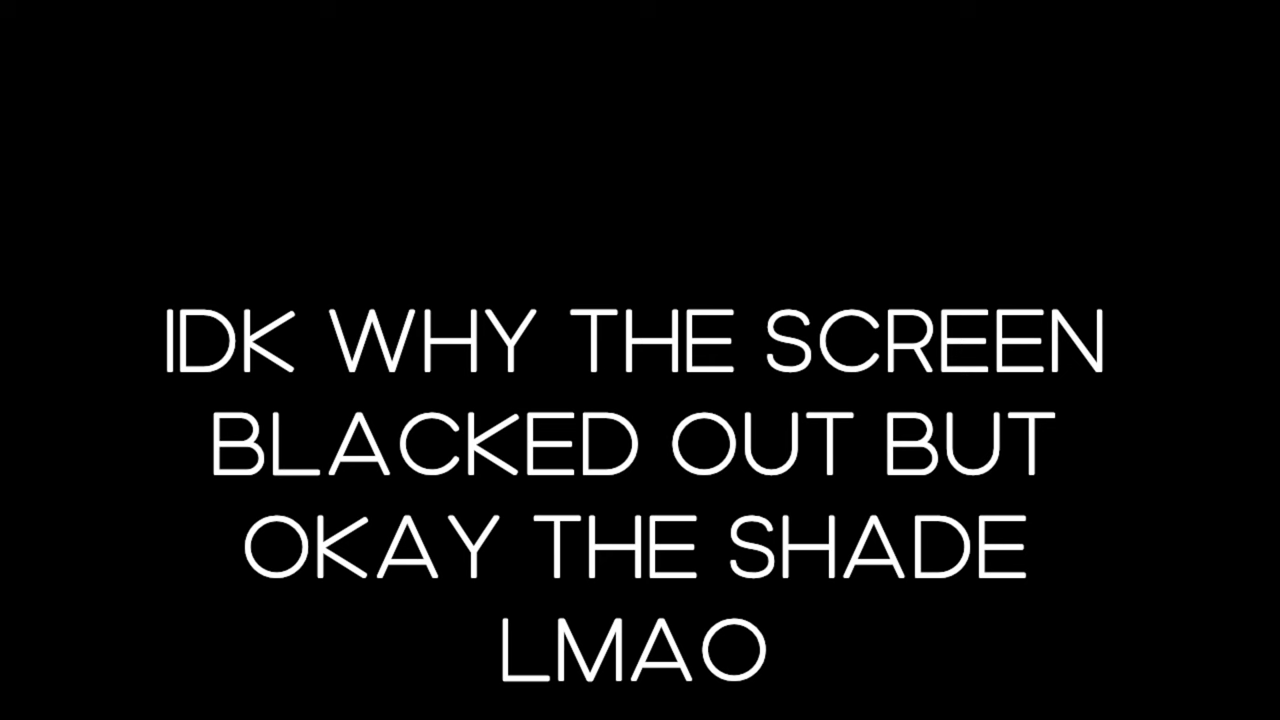 IDK WHY THE SCREEN
BLACKED OUT BUT
OKAY THE SHADE
LMAO